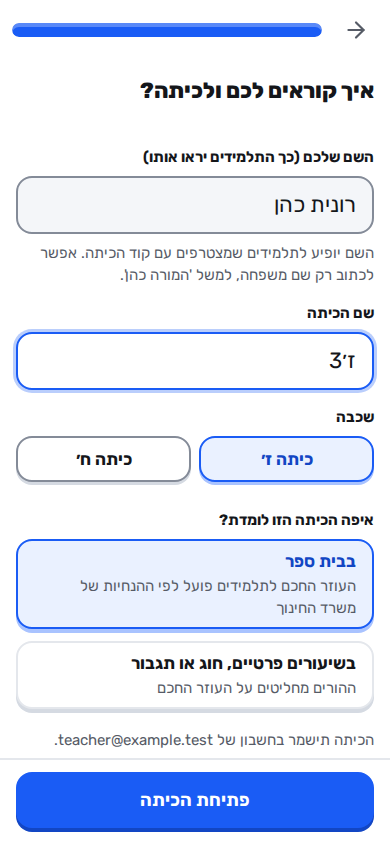 איך קוראים לכם ולכיתה?
השם שלכם (כך התלמידים יראו אותו)
רונית כהן
השם יופיע לתלמידים שמצטרפים עם קוד הכיתה. אפשר
לכתוב רק שם משפחה, למשל 'המורה כהן'.
שם הכיתה
ז'3
שכבה
כיתה ז׳
כיתה ח׳
איפה הכיתה הזו לומדת?
בבית ספר
העוזר החכם לתלמידים פועל לפי ההנחיות של
משרד החינוך
בשיעורים פרטיים, חוג או תגבור
ההורים מחליטים על העוזר החכם
הכיתה תישמר בחשבון של teacher@example.test.
פתיחת הכיתה